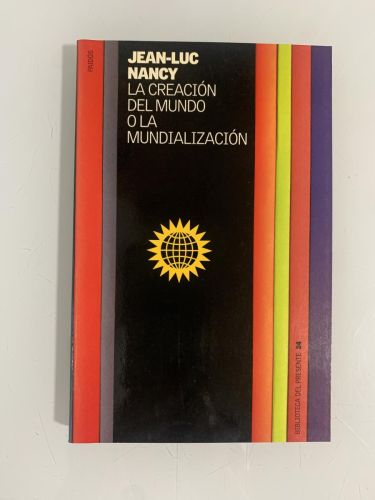 PAIDÓS
JEAN-LUC
NANCY
LA CREACIÓN
DEL MUNDO
O LA
MUNDIALIZACIÓN
BIBLIOTECA DEL PRESENTE 24